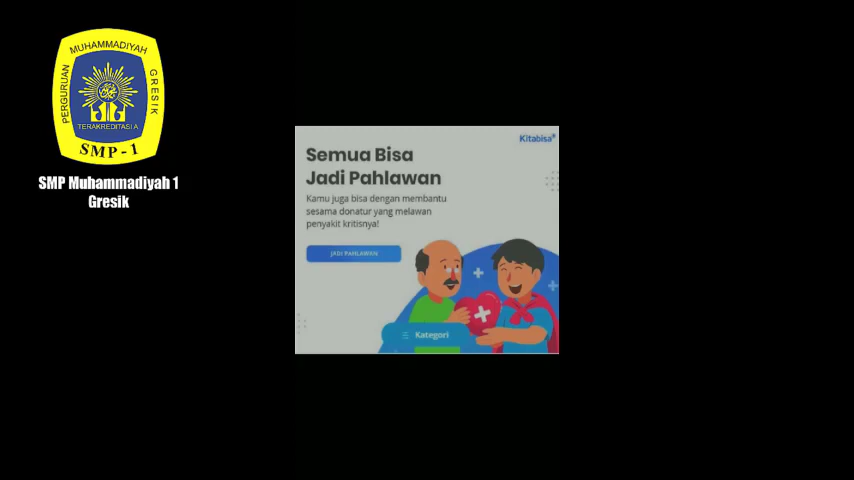 MUHAMMADIYAH
PERGURUAN
GRESIK
TERAKREDITASI A
SMP-1
SMP Muhammadiyah 1
Gresik
Kitabisa
Semua Bisa
Jadi Pahlawan
Kamu juga bisa dengan membantu
sesama donatur yang melawan
penyakit kritisnya!
JADI PAHLAWAN
Kategori